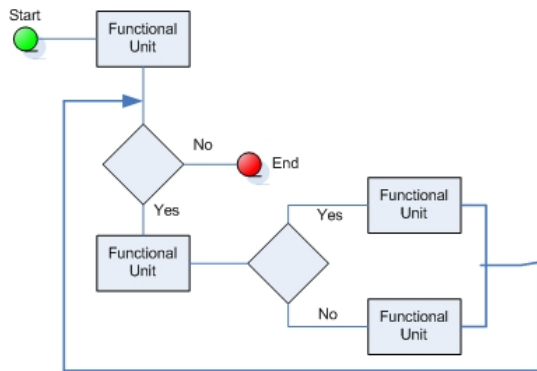 Start
Functional
Unit
No
End
Yes
Functional
Unit
Yes
Functional
Unit
No
Functional
Unit